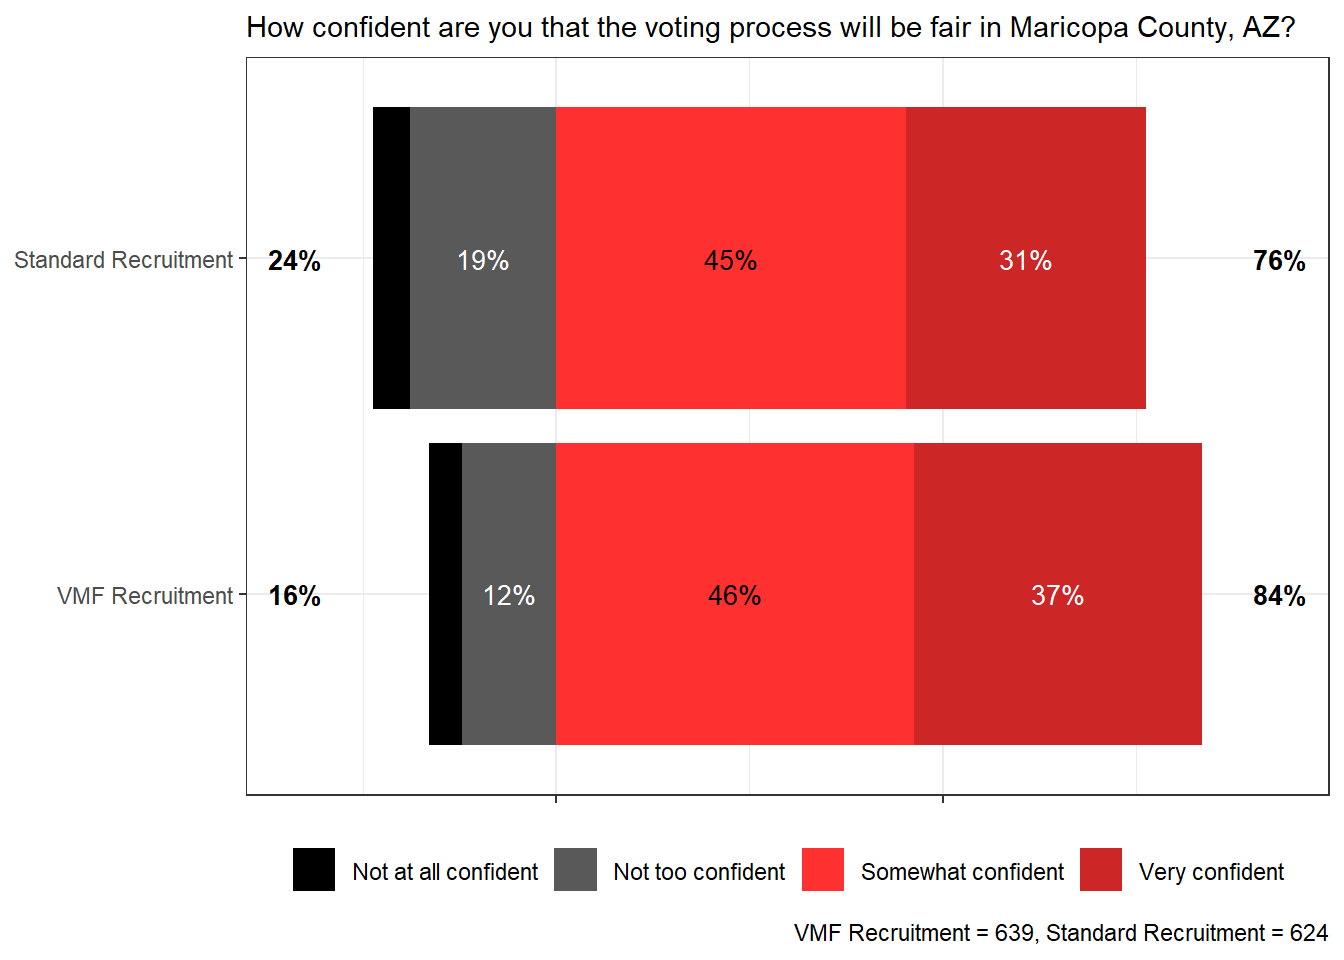 How confident are you that the voting process will be fair in Maricopa County, AZ?
Standard Recruitment 24% 19% 45% 31% 76%
VMF Recruitment 16% 12% 46% 37% 84%
Not at all confident Not too confident Somewhat confident Very confident
VMF Recruitment = 639, Standard Recruitment = 624